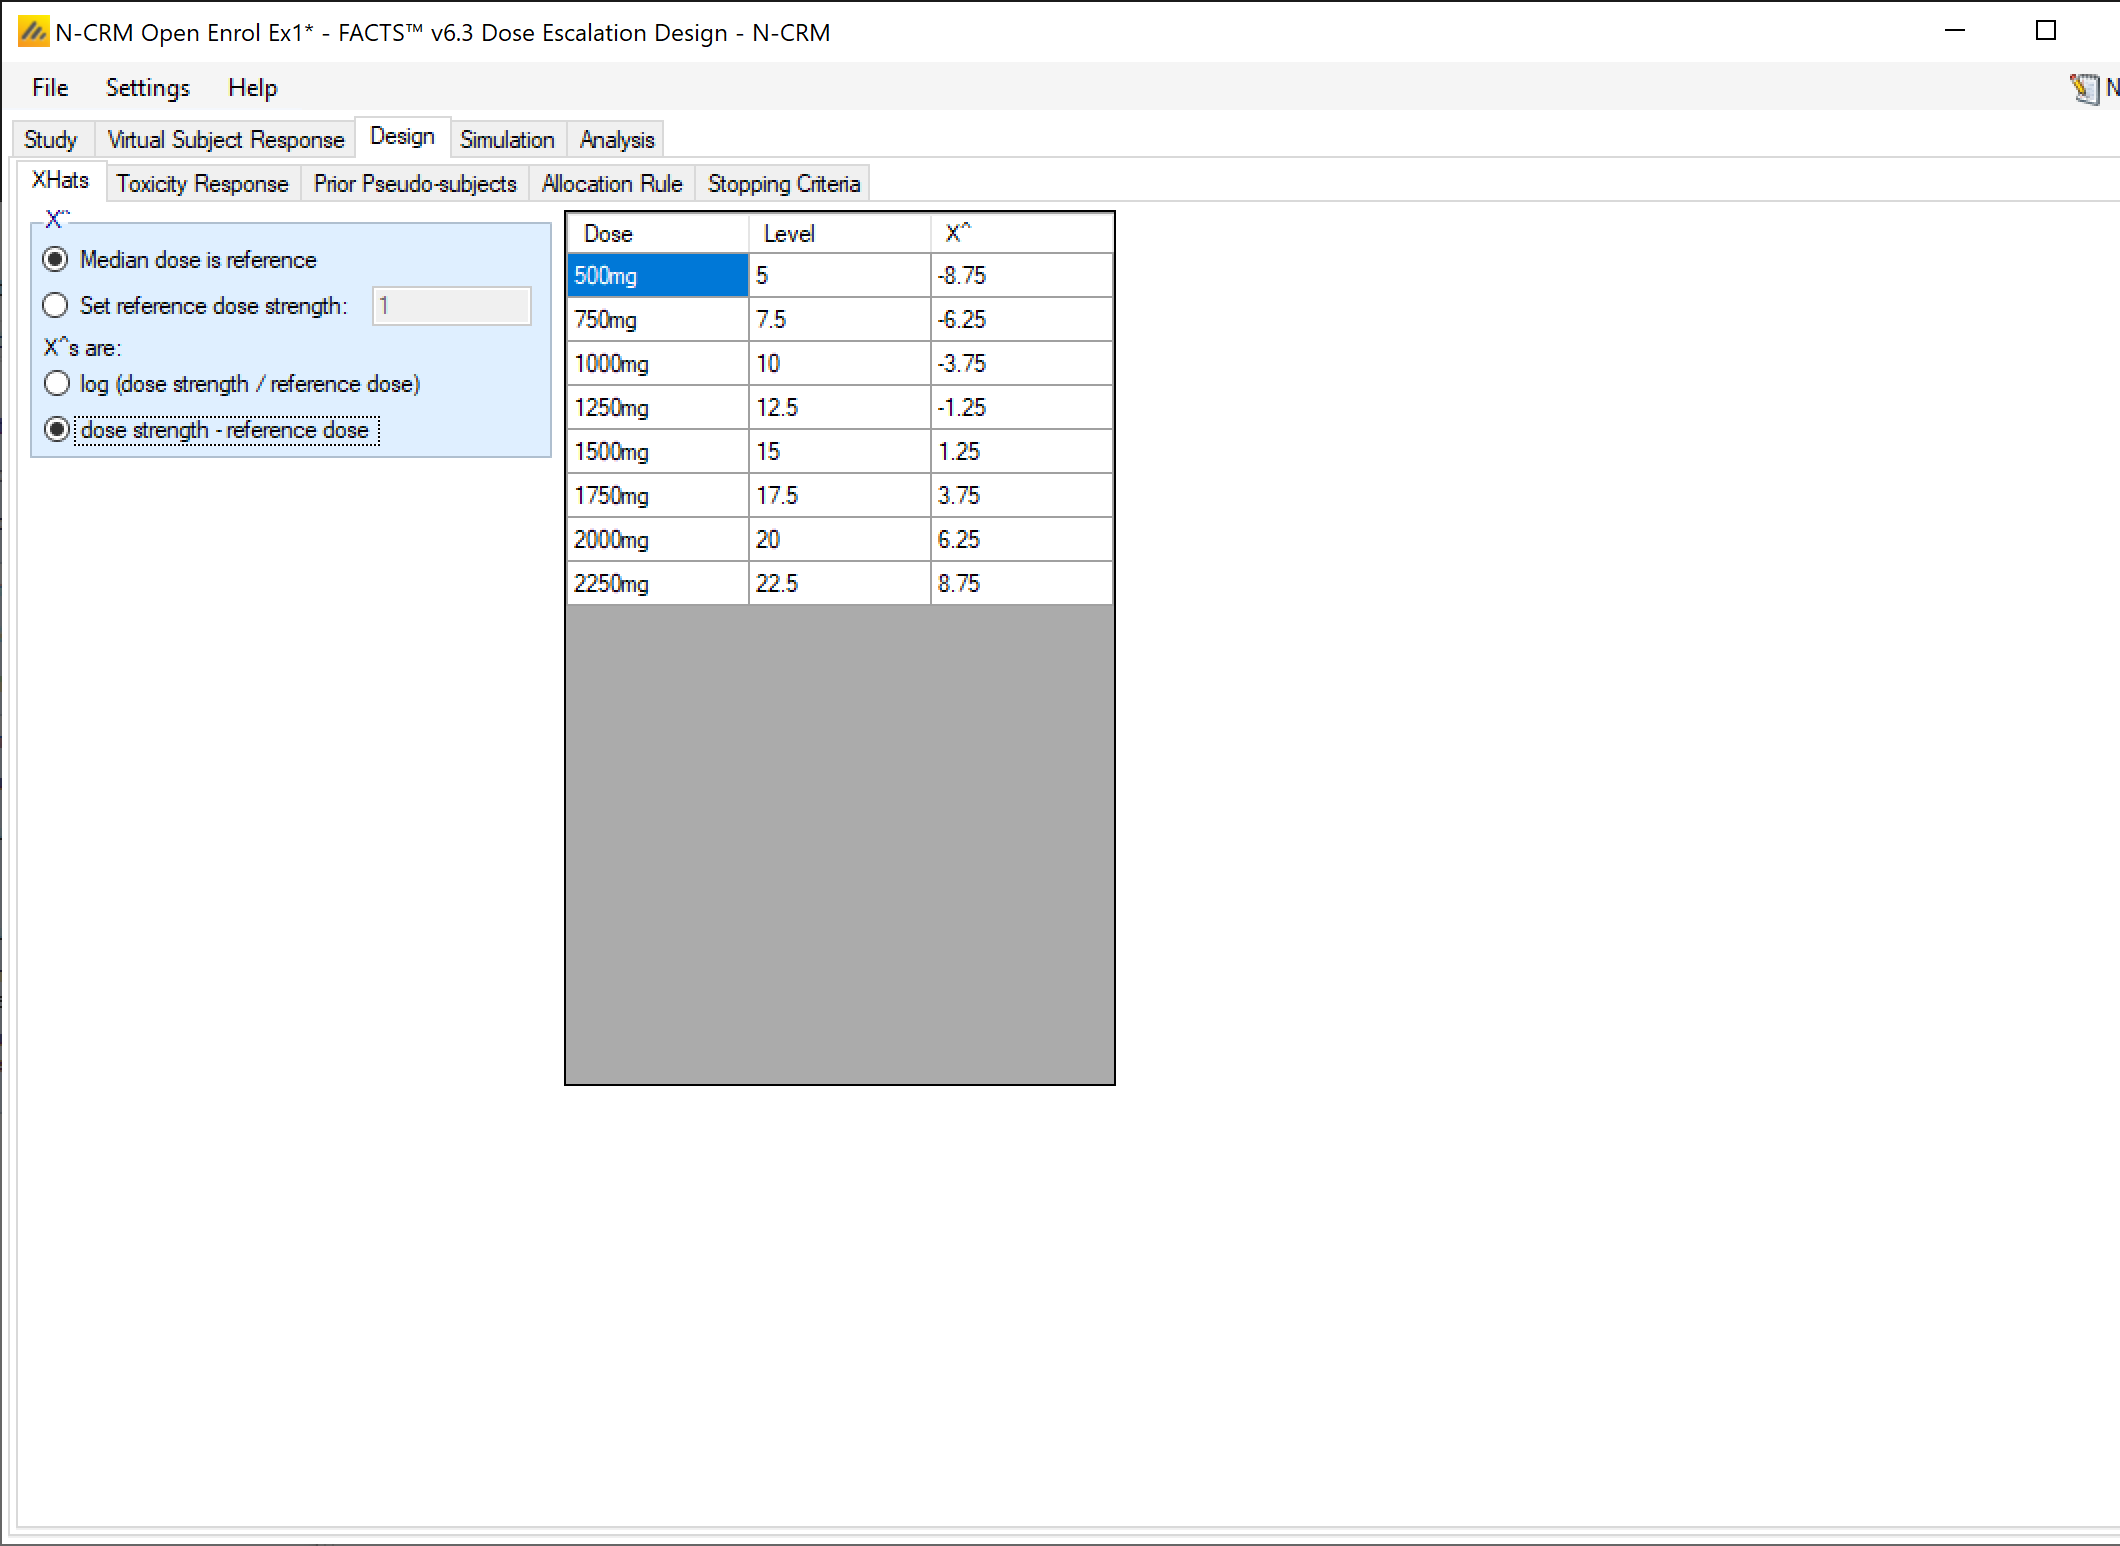 N-CRM Open Enrol Ex1* - FACTS™ v6.3 Dose Escalation Design - N-CRM
File Settings Help N
Study Virtual Subject Response Design Simulation Analysis
XHats Toxicity Response Prior Pseudo-subjects Allocation Rule Stopping Criteria
X^
Median dose is reference
Set reference dose strength: 1
X^s are:
log (dose strength / reference dose)
dose strength - reference dose
Dose Level X^
500mg 5 -8.75
750mg 7.5 -6.25
1000mg 10 -3.75
1250mg 12.5 -1.25
1500mg 15 1.25
1750mg 17.5 3.75
2000mg 20 6.25
2250mg 22.5 8.75